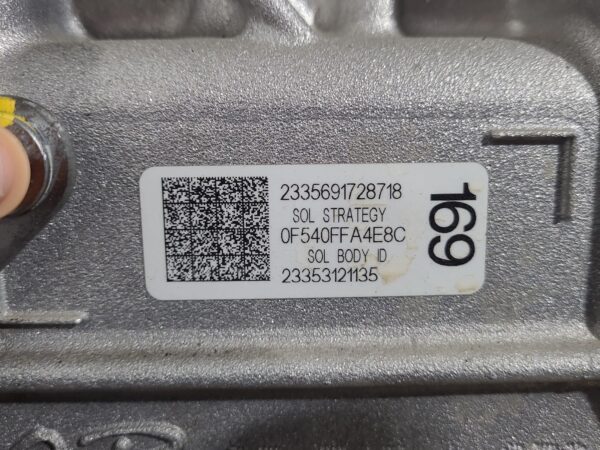 2335691728718
SOL STRATEGY
0F540FFA4E8C
SOL BODY ID
23353121135
169